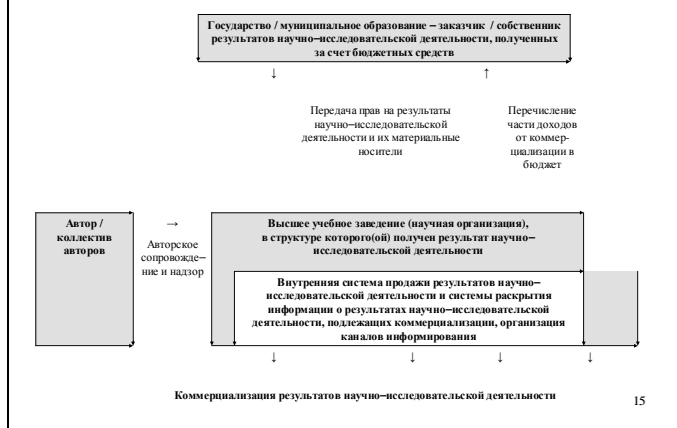 Государство / муниципальное образование – заказчик / собственник
результатов научно–исследовательской деятельности, полученных
за счет бюджетных средств
↓ ↑
Передача прав на результаты
научно–исследовательской
деятельности и их материальные
носители
Перечисление
части доходов
от коммер-
циализации в
бюджет
Автор /
коллектив
авторов
→
Авторское
сопровожде–
ние и надзор
Высшее учебное заведение (научная организация),
в структуре которого(ой) получен результат научно–
исследовательской деятельности
Внутренняя система продажи результатов научно–
исследовательской деятельности и системы раскрытия
информации о результатах научно–исследовательской
деятельности, подлежащих коммерциализации, организация
каналов информирования
↓ ↓ ↓ ↓
Коммерциализация результатов научно–исследовательской деятельности
15